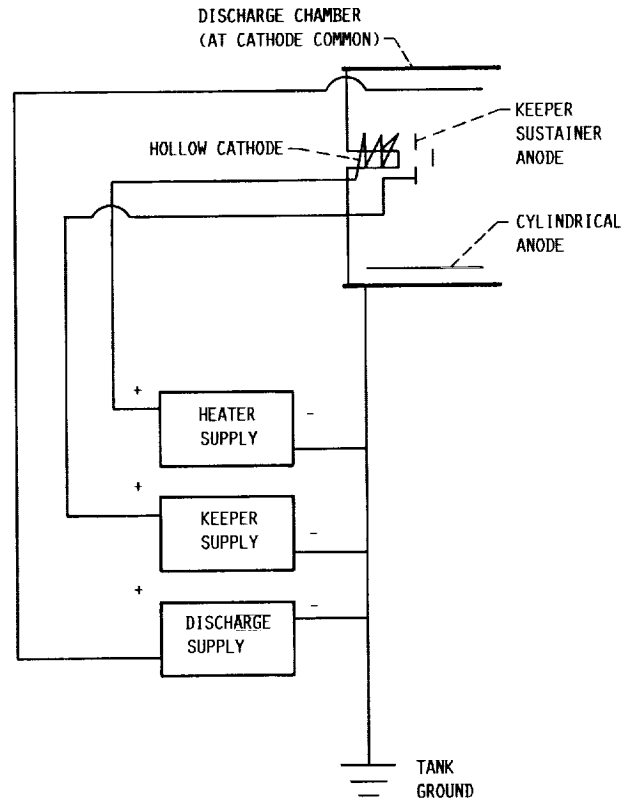 DISCHARGE CHAMBER
(AT CATHODE COMMON)
KEEPER
SUSTAINER
ANODE
HOLLOW CATHODE
CYLINDRICAL
ANODE
+
HEATER
SUPPLY
-
+
KEEPER
SUPPLY
-
+
DISCHARGE
SUPPLY
-
TANK
GROUND